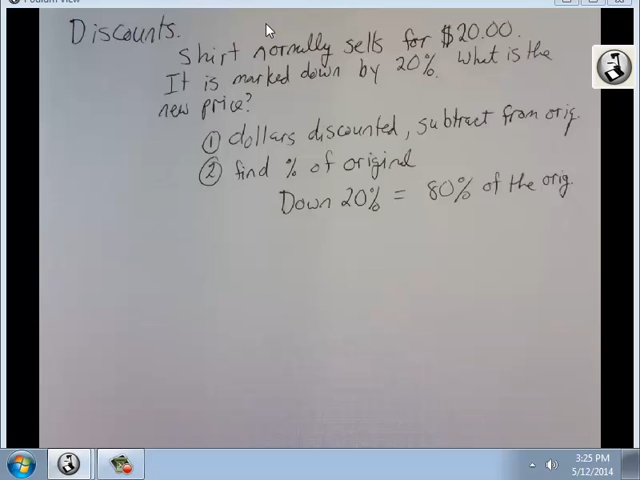 Podium View
Discounts.
Shirt normally sells for $20.00.
It is marked down by 20%. What is the
new price?
① dollars discounted, subtract from orig.
② find % of original
Down 20% = 80% of the orig.
3:25 PM
5/12/2014